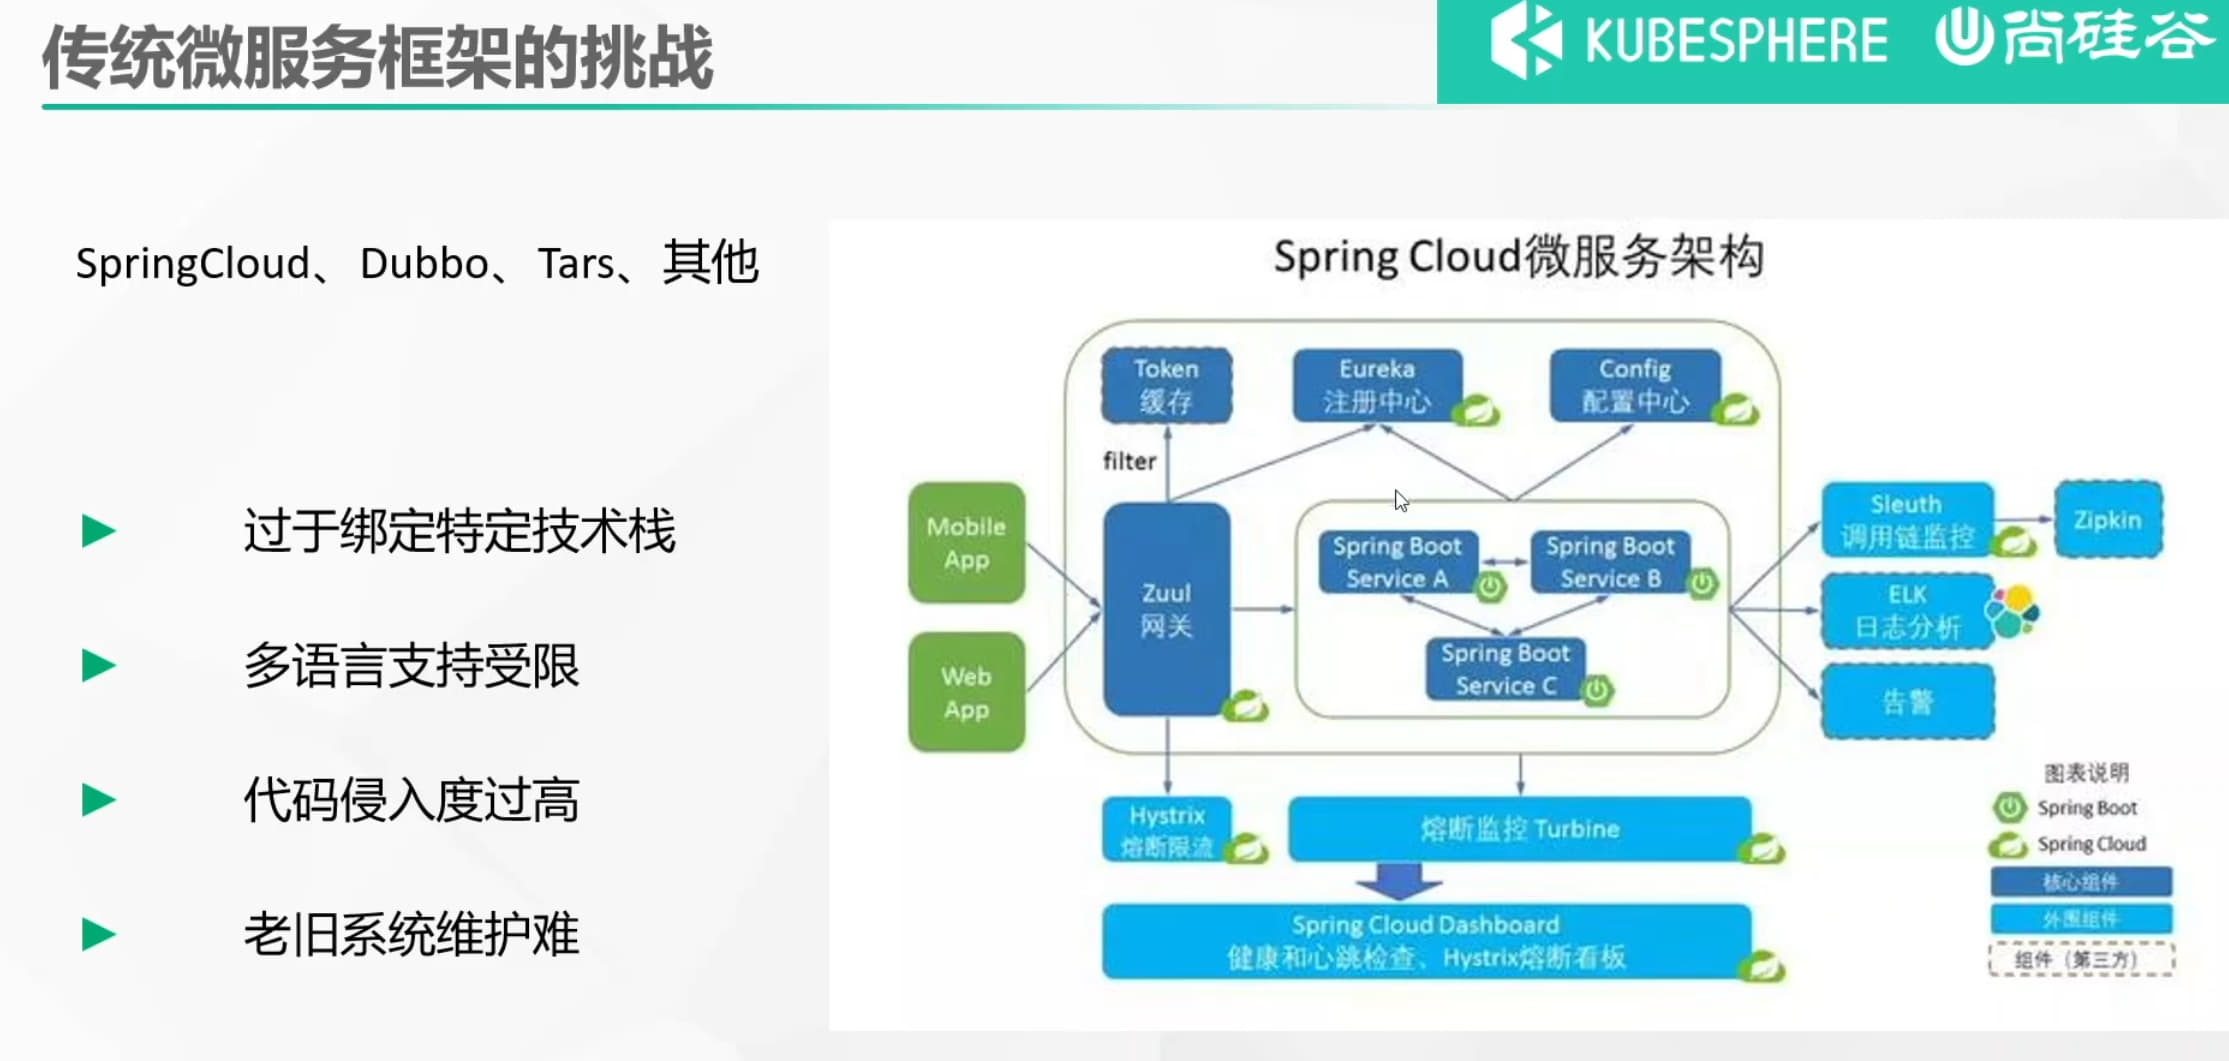 传统微服务框架的挑战
KUBESPHERE
尚硅谷
SpringCloud、Dubbo、Tars、其他
过于绑定特定技术栈
多语言支持受限
代码侵入度过高
老旧系统维护难
Spring Cloud微服务架构
Token
缓存
Eureka
注册中心
Config
配置中心
filter
Mobile
App
Web
App
Zuul
网关
Spring Boot
Service A
Spring Boot
Service B
Spring Boot
Service C
Sleuth
调用链监控
Zipkin
ELK
日志分析
告警
Hystrix
熔断限流
熔断监控 Turbine
Spring Cloud Dashboard
健康和心跳检查、Hystrix熔断看板
图表说明
Spring Boot
Spring Cloud
核心组件
外围组件
组件（第三方）